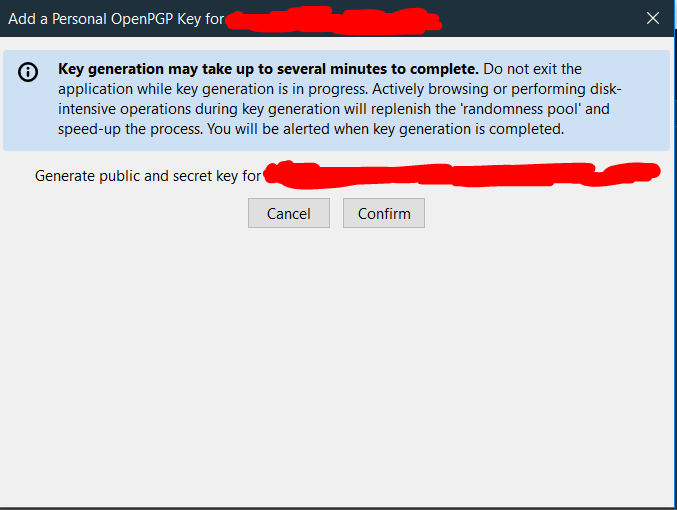 Add a Personal OpenPGP Key for
Key generation may take up to several minutes to complete. Do not exit the
application while key generation is in progress. Actively browsing or performing disk-
intensive operations during key generation will replenish the 'randomness pool' and
speed-up the process. You will be alerted when key generation is completed.
Generate public and secret key for
Cancel
Confirm